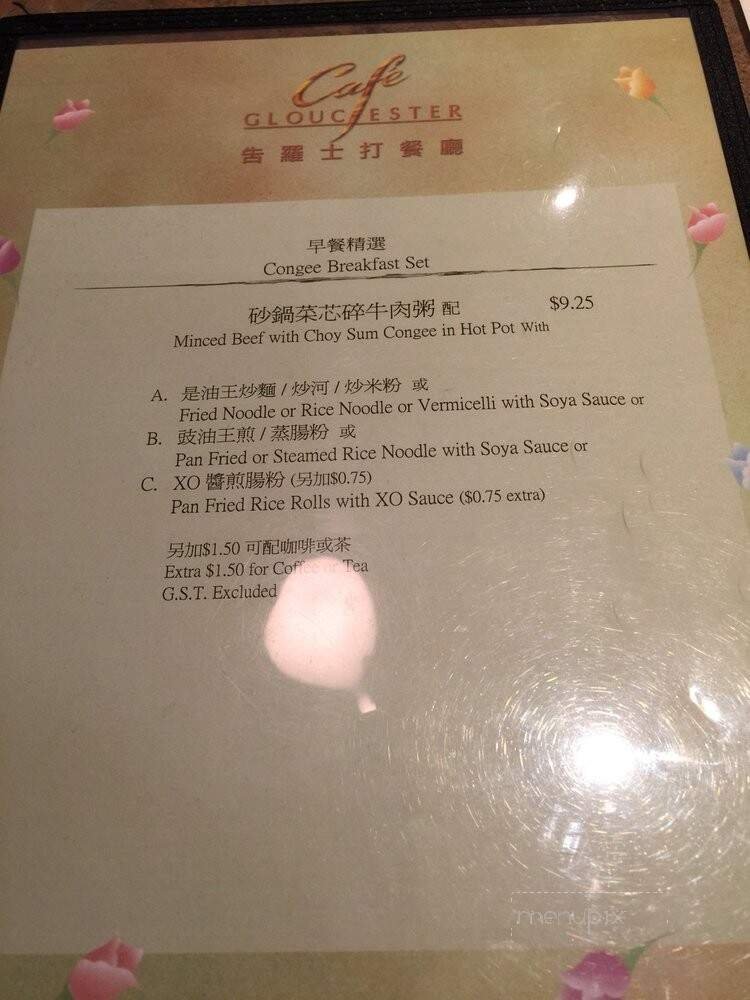 Café
GLOUCESTER
告羅士打餐廳
早餐精選
Congee Breakfast Set
砂鍋菜芯碎牛肉粥 配 $9.25
Minced Beef with Choy Sum Congee in Hot Pot With
A. 是油王炒麵 / 炒河 / 炒米粉 或
Fried Noodle or Rice Noodle or Vermicelli with Soya Sauce or
B. 豉油王煎 / 蒸腸粉 或
Pan Fried or Steamed Rice Noodle with Soya Sauce or
C. XO 醬煎腸粉 (另加$0.75)
Pan Fried Rice Rolls with XO Sauce ($0.75 extra)
另加$1.50 可配咖啡或茶
Extra $1.50 for Coffee or Tea
G.S.T. Excluded
menupix